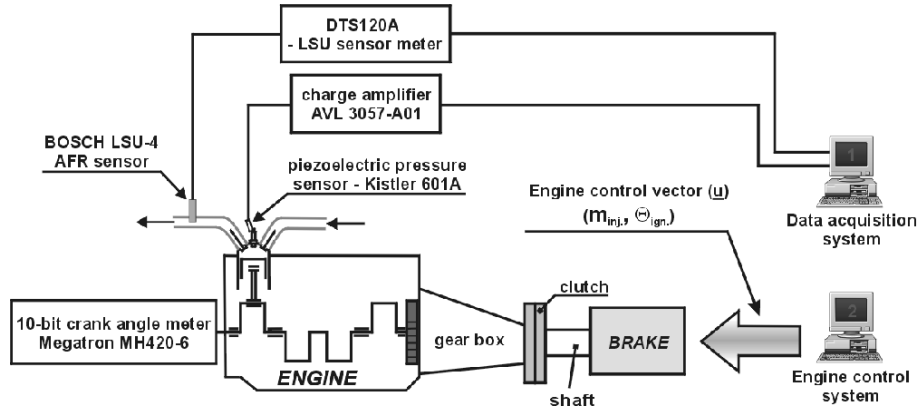 DTS120A
- LSU sensor meter
charge amplifier
AVL 3057-A01
BOSCH LSU-4
AFR sensor
piezoelectric pressure
sensor - Kistler 601A
Engine control vector (u)
(m inj., Θ ign.)
1
Data acquisition
system
10-bit crank angle meter
Megatron MH420-6
ENGINE
gear box
clutch
BRAKE
shaft
2
Engine control
system